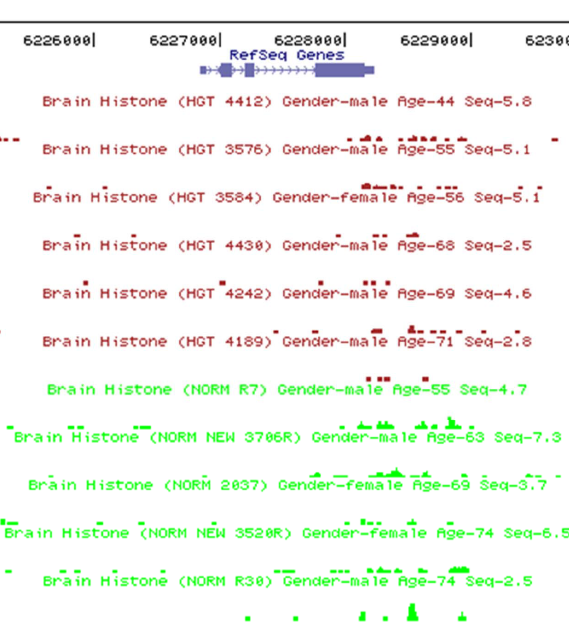 6226000| 6227000| 6228000| 6229000| 62300
RefSeq Genes
Brain Histone (HGT 4412) Gender-male Age-44 Seq-5.8
Brain Histone (HGT 3576) Gender-male Age-55 Seq-5.1
Brain Histone (HGT 3584) Gender-female Age-56 Seq-5.1
Brain Histone (HGT 4430) Gender-male Age-68 Seq-2.5
Brain Histone (HGT 4242) Gender-male Age-69 Seq-4.6
Brain Histone (HGT 4189) Gender-male Age-71 Seq-2.8
Brain Histone (NORM R7) Gender-male Age-55 Seq-4.7
Brain Histone (NORM NEW 3706R) Gender-male Age-63 Seq-7.3
Brain Histone (NORM 2037) Gender-female Age-69 Seq-3.7
Brain Histone (NORM NEW 3520R) Gender-female Age-74 Seq-6.5
Brain Histone (NORM R30) Gender-male Age-74 Seq-2.5